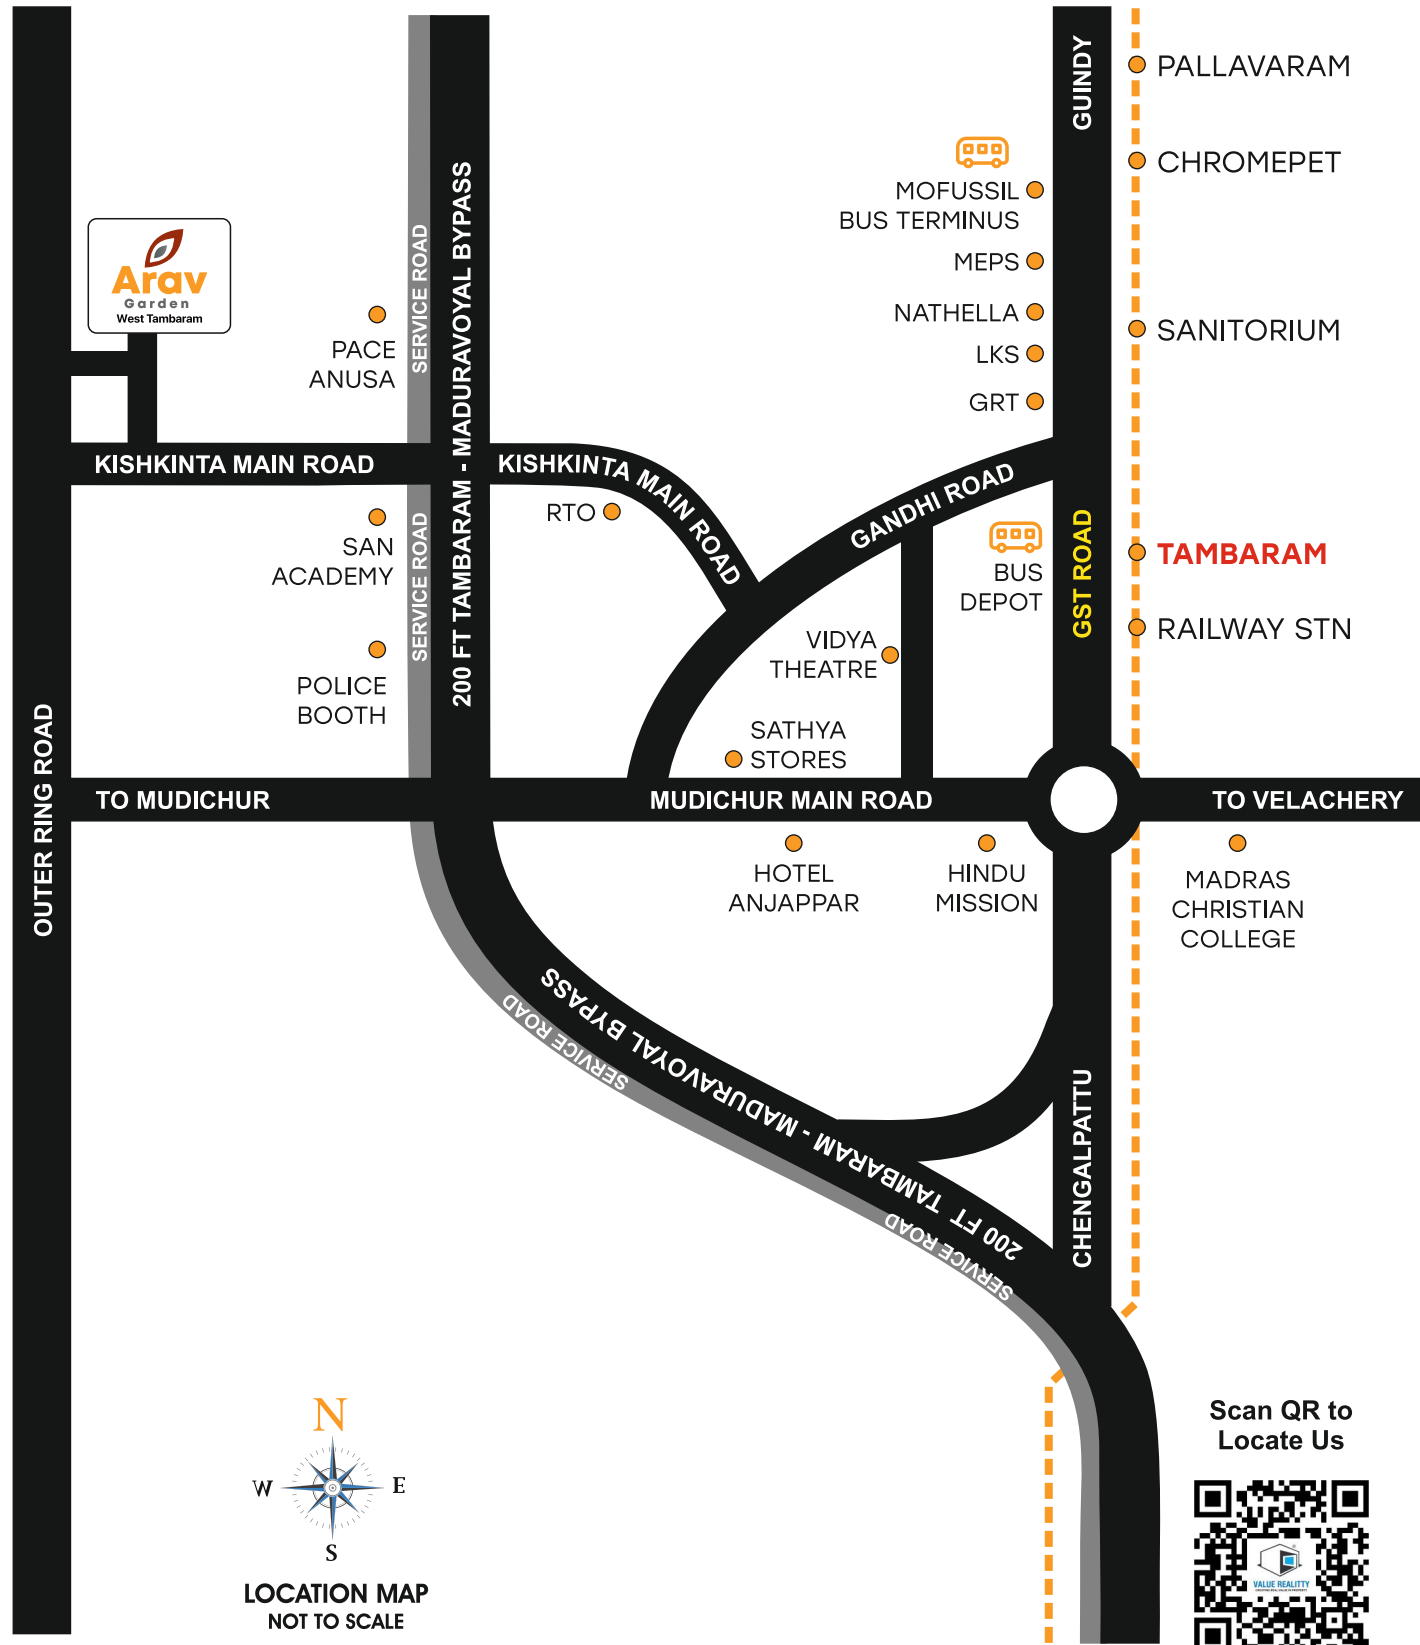 GUINDY
PALLAVARAM
CHROMEPET
MOFUSSIL
BUS TERMINUS
MEPS
NATHELLA
LKS
GRT
SANITORIUM
Arav
Garden
West Tambaram
PACE
ANUSA
SERVICE ROAD
200 FT TAMBARAM - MADURAVOYAL BYPASS
KISHKINTA MAIN ROAD
KISHKINTA MAIN ROAD
GANDHI ROAD
RTO
SAN
ACADEMY
SERVICE ROAD
BUS
DEPOT
GST ROAD
TAMBARAM
RAILWAY STN
POLICE
BOOTH
VIDYA
THEATRE
SATHYA
STORES
OUTER RING ROAD
TO MUDICHUR
MUDICHUR MAIN ROAD
TO VELACHERY
HOTEL
ANJAPPAR
HINDU
MISSION
MADRAS
CHRISTIAN
COLLEGE
200 FT TAMBARAM - MADURAVOYAL BYPASS
SERVICE ROAD
SERVICE ROAD
CHENGALPATTU
N
W
E
S
LOCATION MAP
NOT TO SCALE
Scan QR to
Locate Us
VALUE REALITTY